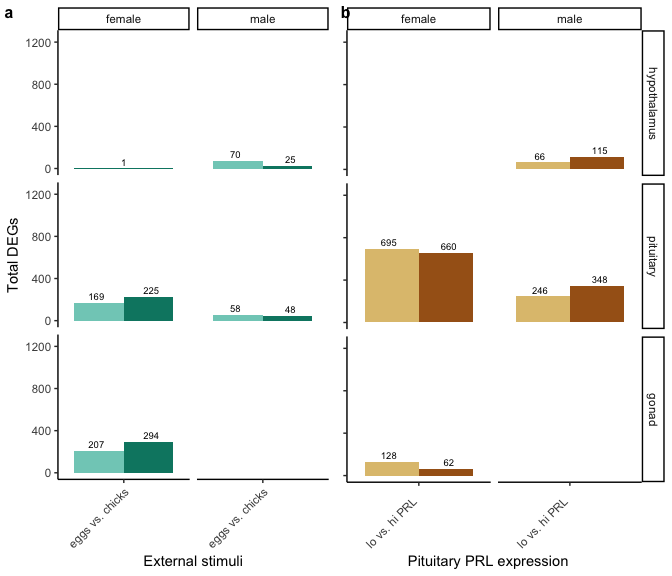 a
b
female
male
female
male
1200
800
400
0
1
70
25
66
115
hypothalamus
Total DEGs
1200
800
400
0
169
225
58
48
695
660
246
348
pituitary
1200
800
400
0
207
294
128
62
gonad
eggs vs. chicks
eggs vs. chicks
lo vs. hi PRL
lo vs. hi PRL
External stimuli
Pituitary PRL expression